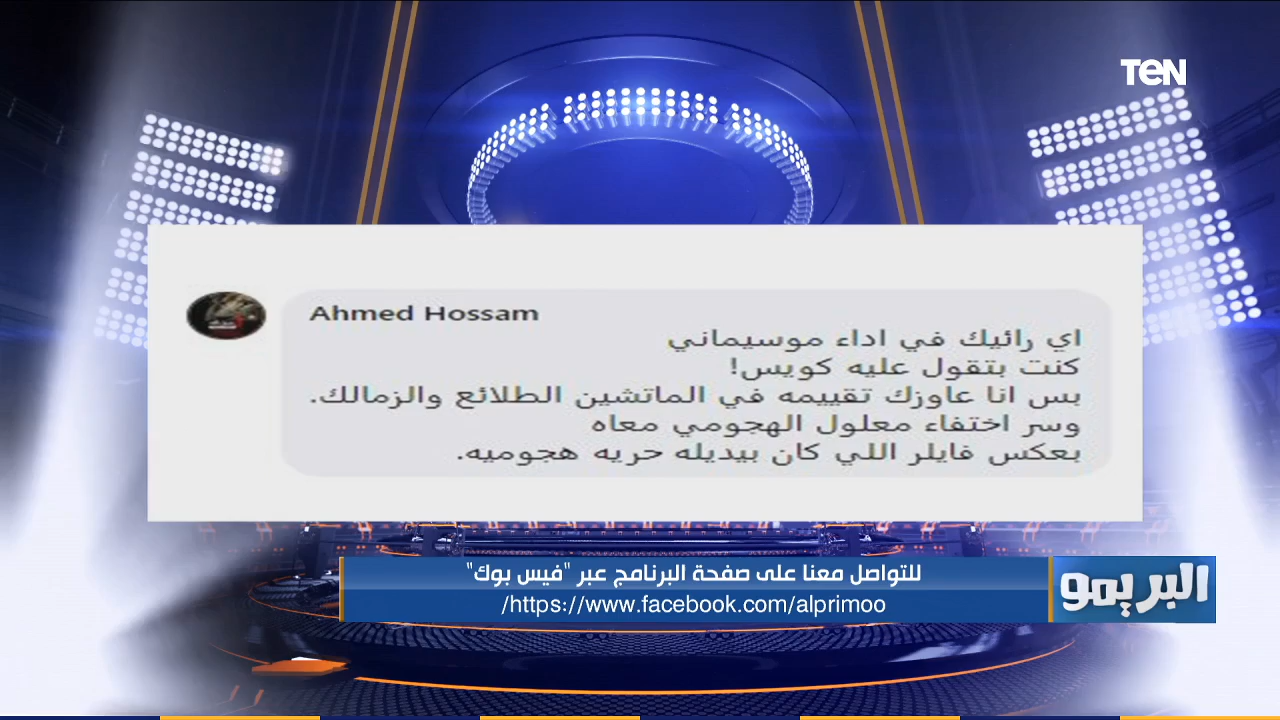 TEN
Ahmed Hossam
اي رائيك في اداء موسيماني
كنت بتقول عليه كويس!
بس انا عاوزك تقييمه في الماتشين الطلائع والزمالك.
وسر اختفاء معلول الهجومي معاه
بعكس فايلر اللي كان بيديله حريه هجوميه.
للتواصل معنا على صفحة البرنامج عبر "فيس بوك"
https://www.facebook.com/alprimoo/
البريمو